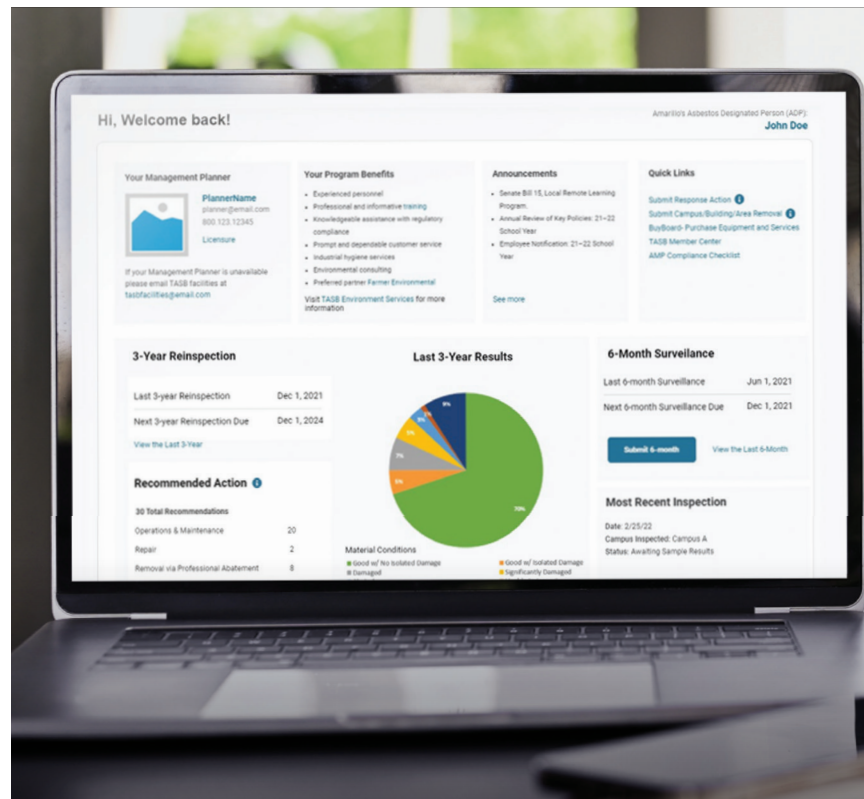 Hi, Welcome back!
Amarillo's Asbestos Designated Person (ADP):
John Doe
Your Management Planner
PlannerName
planner@email.com
800.123.12345
Licensure
If your Management Planner is unavailable
please email TASB facilities at
tasbfacilities@email.com
Your Program Benefits
• Experienced personnel
• Professional and informative training
• Knowledgeable assistance with regulatory
compliance
• Prompt and dependable customer service
• Industrial hygiene services
• Environmental consulting
• Preferred partner Farmer Environmental
Visit TASB Environment Services for more
information
Announcements
• Senate Bill 15, Local Remote Learning
Program.
• Annual Review of Key Policies: 21–22
School Year
• Employee Notification: 21–22 School
Year
See more
Quick Links
Submit Response Action
Submit Campus/Building/Area Removal
BuyBoard- Purchase Equipment and Services
TASB Member Center
AMP Compliance Checklist
3-Year Reinspection
Last 3-year Reinspection Dec 1, 2021
Next 3-year Reinspection Due Dec 1, 2024
View the Last 3-Year
Recommended Action
30 Total Recommendations
Operations & Maintenance 20
Repair 2
Removal via Professional Abatement 8
Last 3-Year Results
9%
1%
3%
5%
7%
5%
70%
Material Conditions
Good w/ No Isolated Damage
Good w/ Isolated Damage
Damaged
Significantly Damaged
6-Month Surveilance
Last 6-month Surveillance Jun 1, 2021
Next 6-month Surveillance Due Dec 1, 2021
Submit 6-month
View the Last 6-Month
Most Recent Inspection
Date: 2/25/22
Campus Inspected: Campus A
Status: Awaiting Sample Results